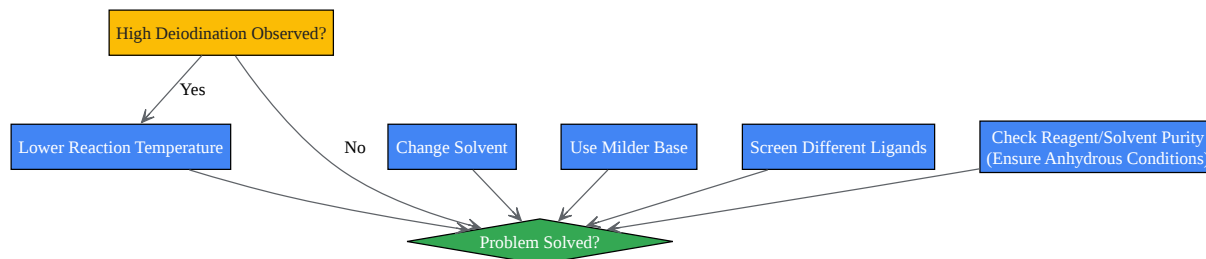 High Deiodination Observed?
Yes
No
Lower Reaction Temperature
Change Solvent
Use Milder Base
Screen Different Ligands
Check Reagent/Solvent Purity
(Ensure Anhydrous Conditions)
Problem Solved?